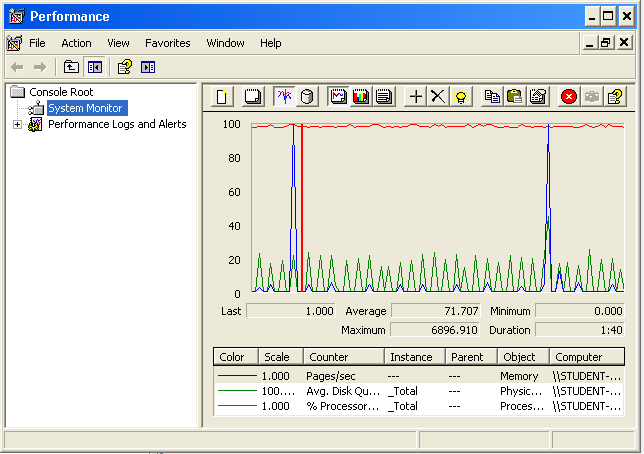 Performance
File Action View Favorites Window Help
Console Root
System Monitor
Performance Logs and Alerts
100
80
60
40
20
0
Last 1.000 Average 71.707 Minimum 0.000
Maximum 6896.910 Duration 1:40
Color Scale Counter Instance Parent Object Computer
1.000 Pages/sec --- --- Memory \\STUDENT-...
100.... Avg. Disk Qu... _Total --- Physic... \\STUDENT-...
1.000 % Processor... _Total --- Proces... \\STUDENT-...